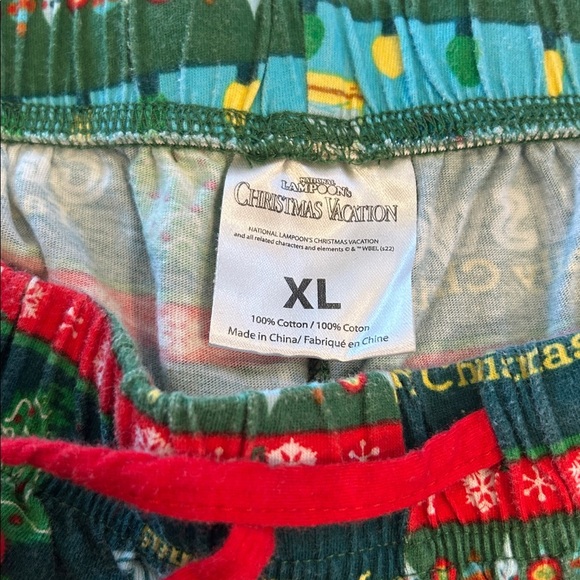 NATIONAL
LAMPOON'S
CHRISTMAS VACATION
NATIONAL LAMPOON'S CHRISTMAS VACATION
and all related characters and elements © & ™ WBEI. (s22)
XL
100% Cotton / 100% Coton
Made in China/ Fabriqué en Chine